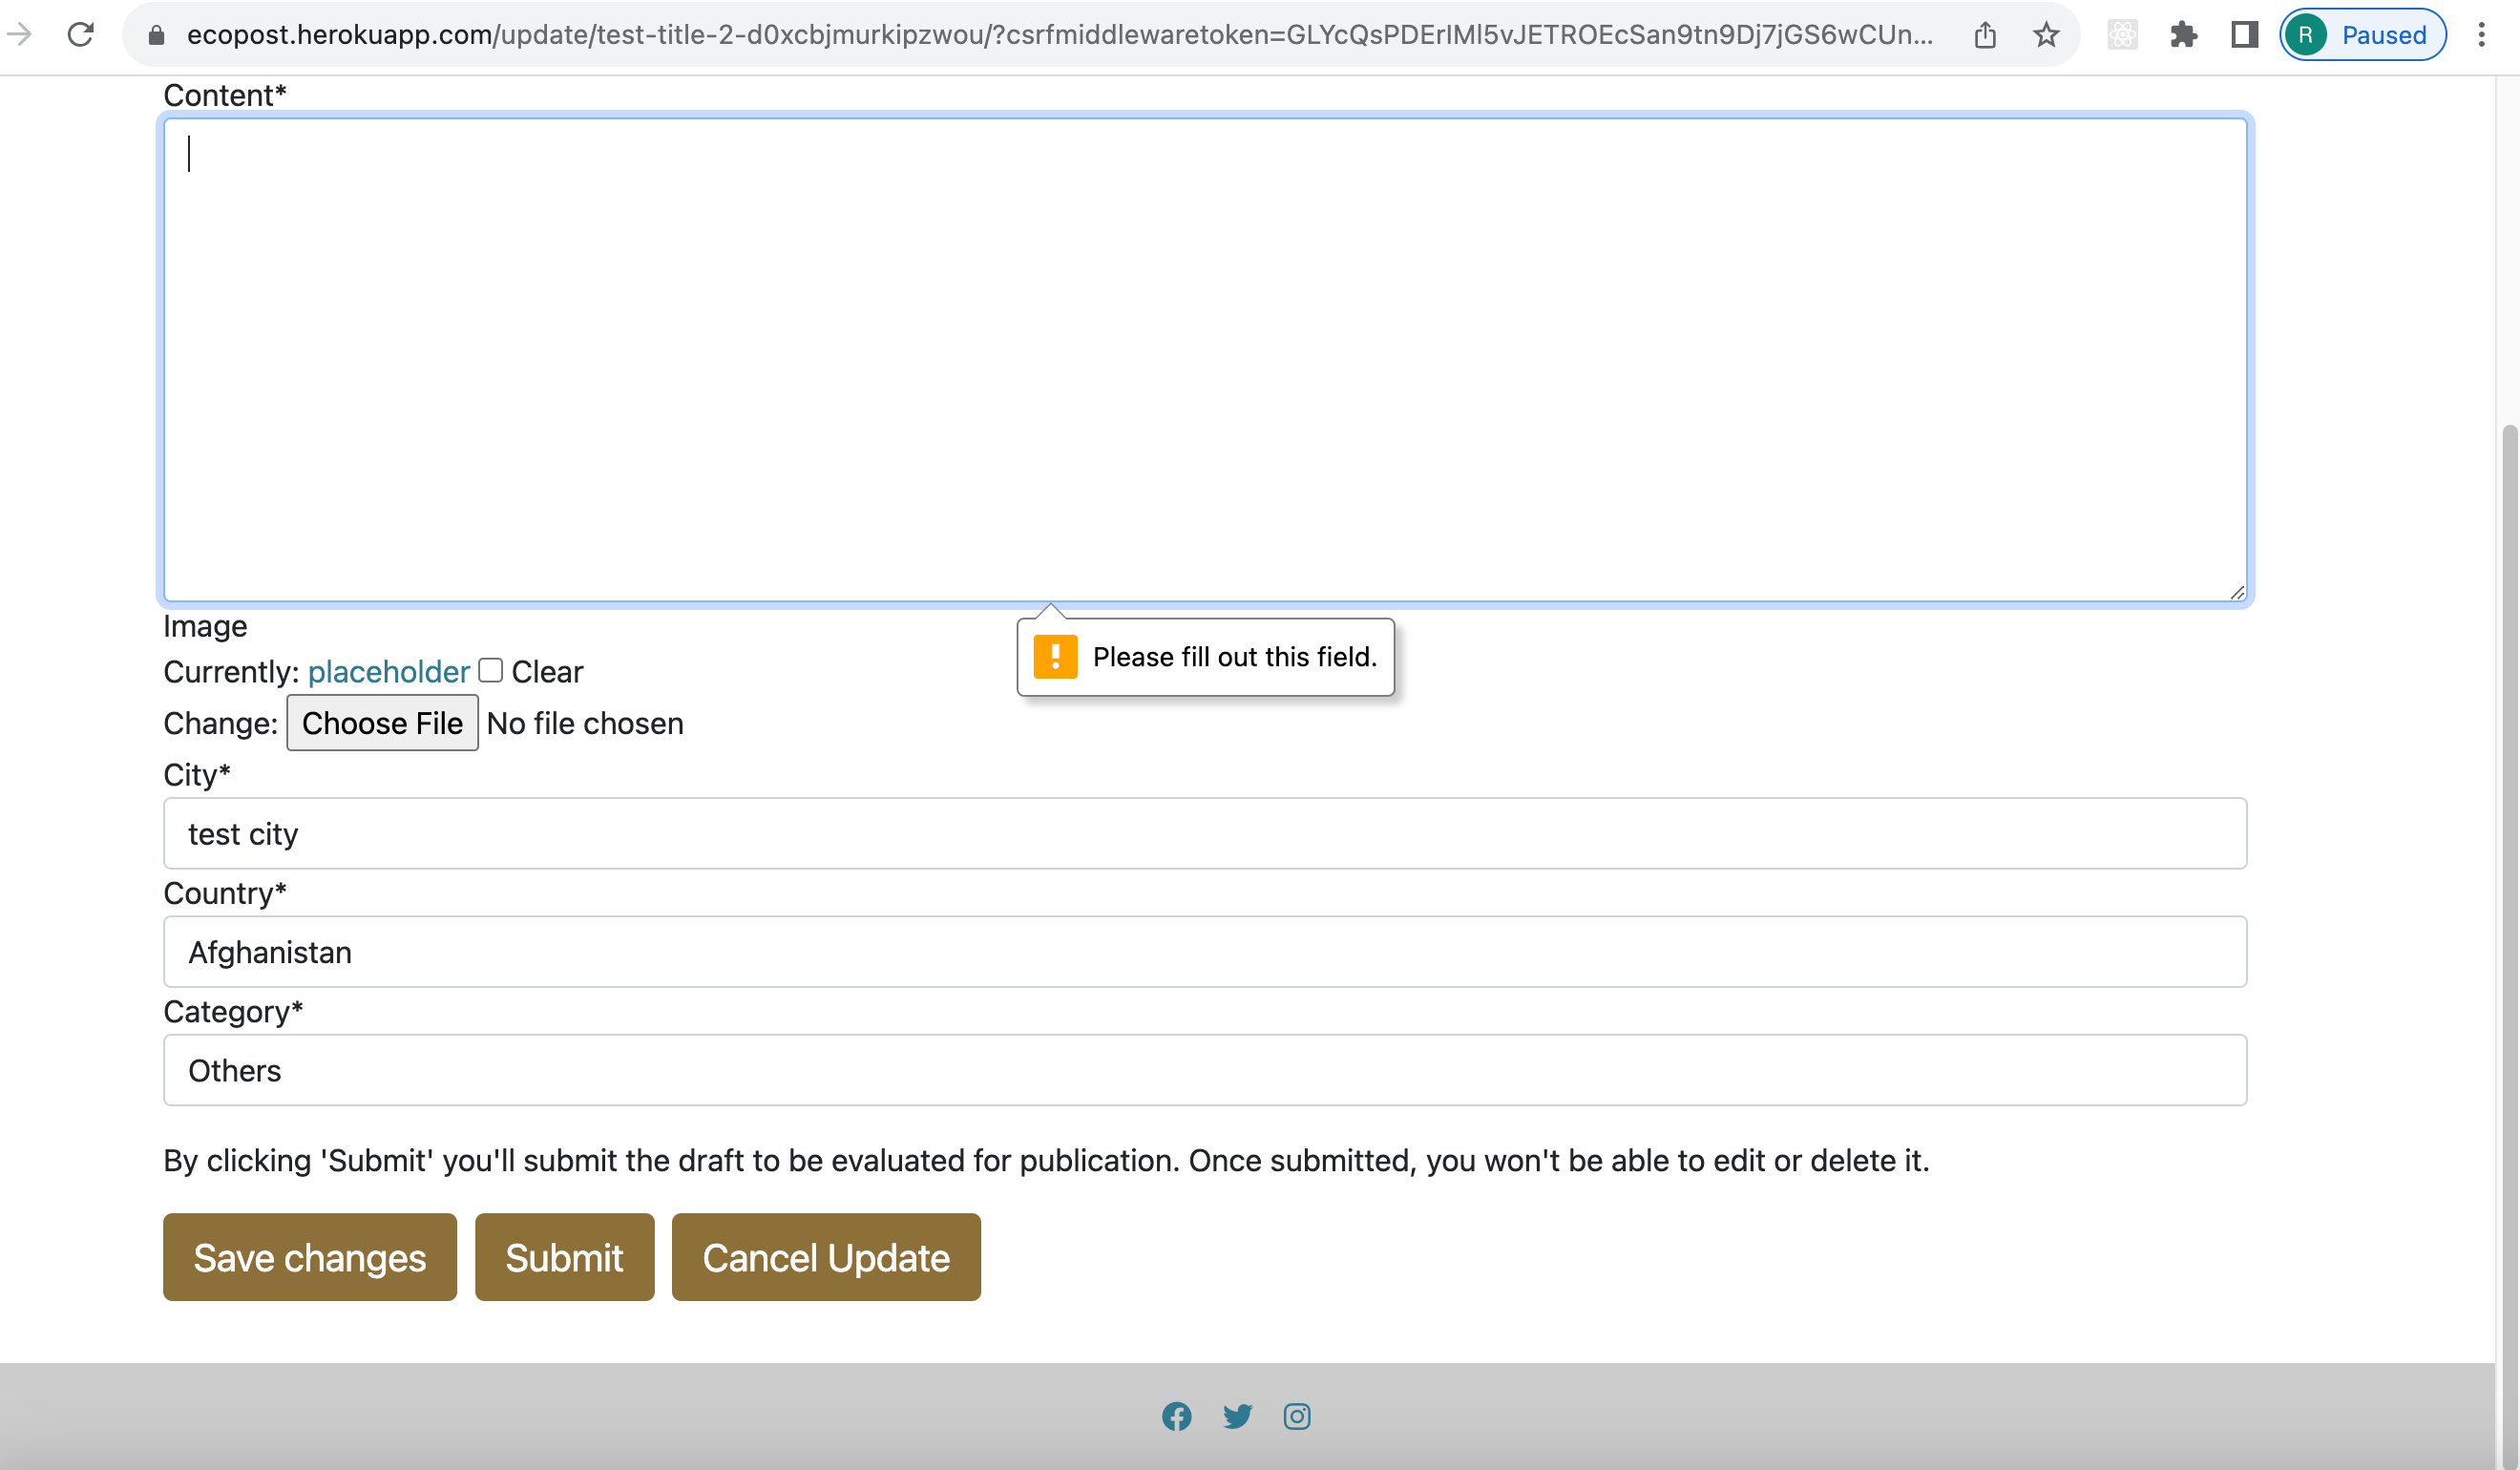 ecopost.herokuapp.com/update/test-title-2-d0xcbjmurkipzwou/?csrfmiddlewaretoken=GLYcQsPDErIMl5vJETROEcSan9tn9Dj7jGS6wCUn...
R Paused
Content*
Please fill out this field.
Image
Currently: placeholder Clear
Change: Choose File No file chosen
City*
test city
Country*
Afghanistan
Category*
Others
By clicking 'Submit' you'll submit the draft to be evaluated for publication. Once submitted, you won't be able to edit or delete it.
Save changes Submit Cancel Update